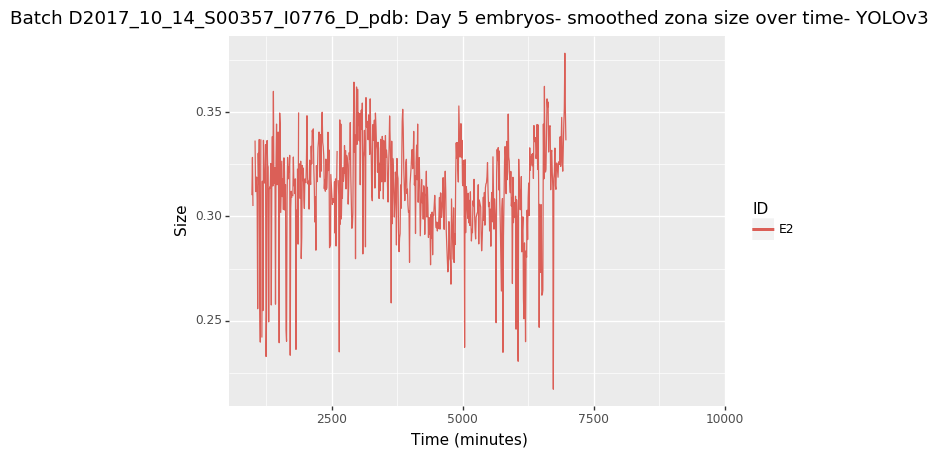 Batch D2017_10_14_S00357_I0776_D_pdb: Day 5 embryos- smoothed zona size over time- YOLOv3
0.35
0.30
0.25
Size
2500
5000
7500
10000
Time (minutes)
ID
E2